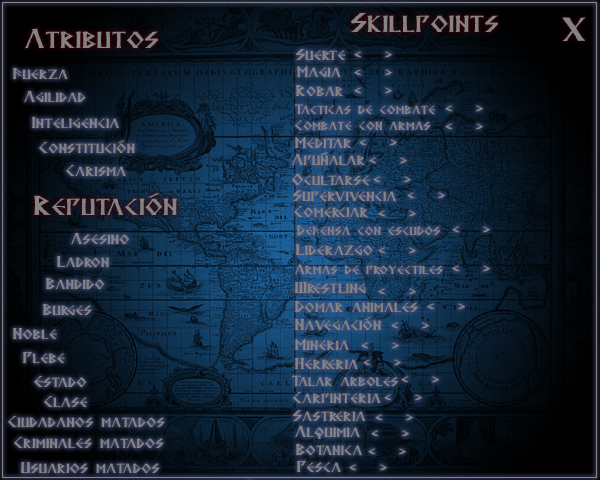 Atributos
Fuerza
Agilidad
Inteligencia
Constitución
Carisma
Reputación
Asesino
Ladron
Bandido
Burges
Noble
Plebe
Estado
Clase
Ciudadanos matados
Criminales matados
Usuarios matados
Skillpoints
X
Suerte < >
Magia < >
Robar < >
Tacticas de combate < >
Combate con armas < >
Meditar < >
Apuñalar < >
Ocultarse < >
Supervivencia < >
Comerciar < >
Defensa con escudos < >
Liderazgo < >
Armas de proyectiles < >
Wrestling < >
Domar animales < >
Navegación < >
Mineria < >
Herreria < >
Talar arboles < >
Carpinteria < >
Sastreria < >
Alquimia < >
Botanica < >
Pesca < >